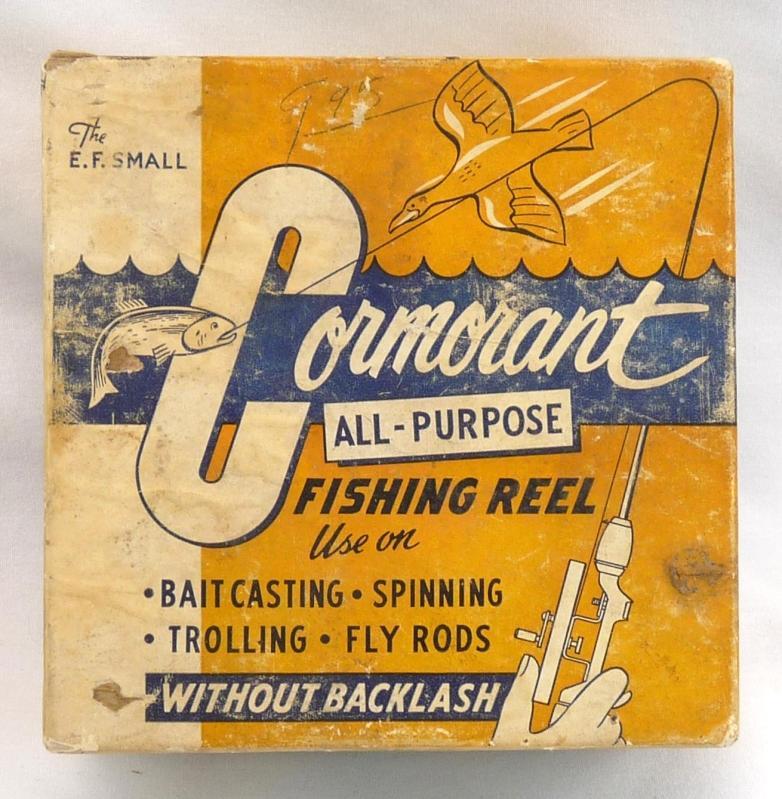 The
E.F. SMALL
Cormorant
ALL-PURPOSE
FISHING REEL
Use on
• BAIT CASTING • SPINNING
• TROLLING • FLY RODS
WITHOUT BACKLASH